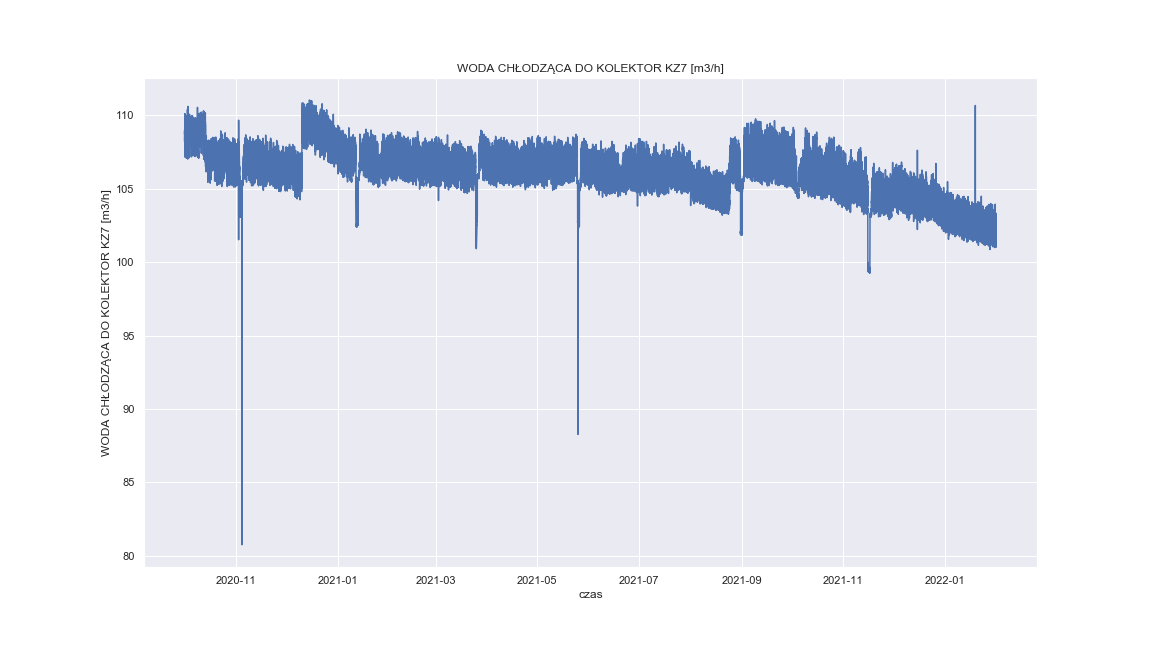 WODA CHŁODZĄCA DO KOLEKTOR KZ7 [m3/h]
WODA CHŁODZĄCA DO KOLEKTOR KZ7 [m3/h]
110
105
100
95
90
85
80
2020-11 2021-01 2021-03 2021-05 2021-07 2021-09 2021-11 2022-01
czas